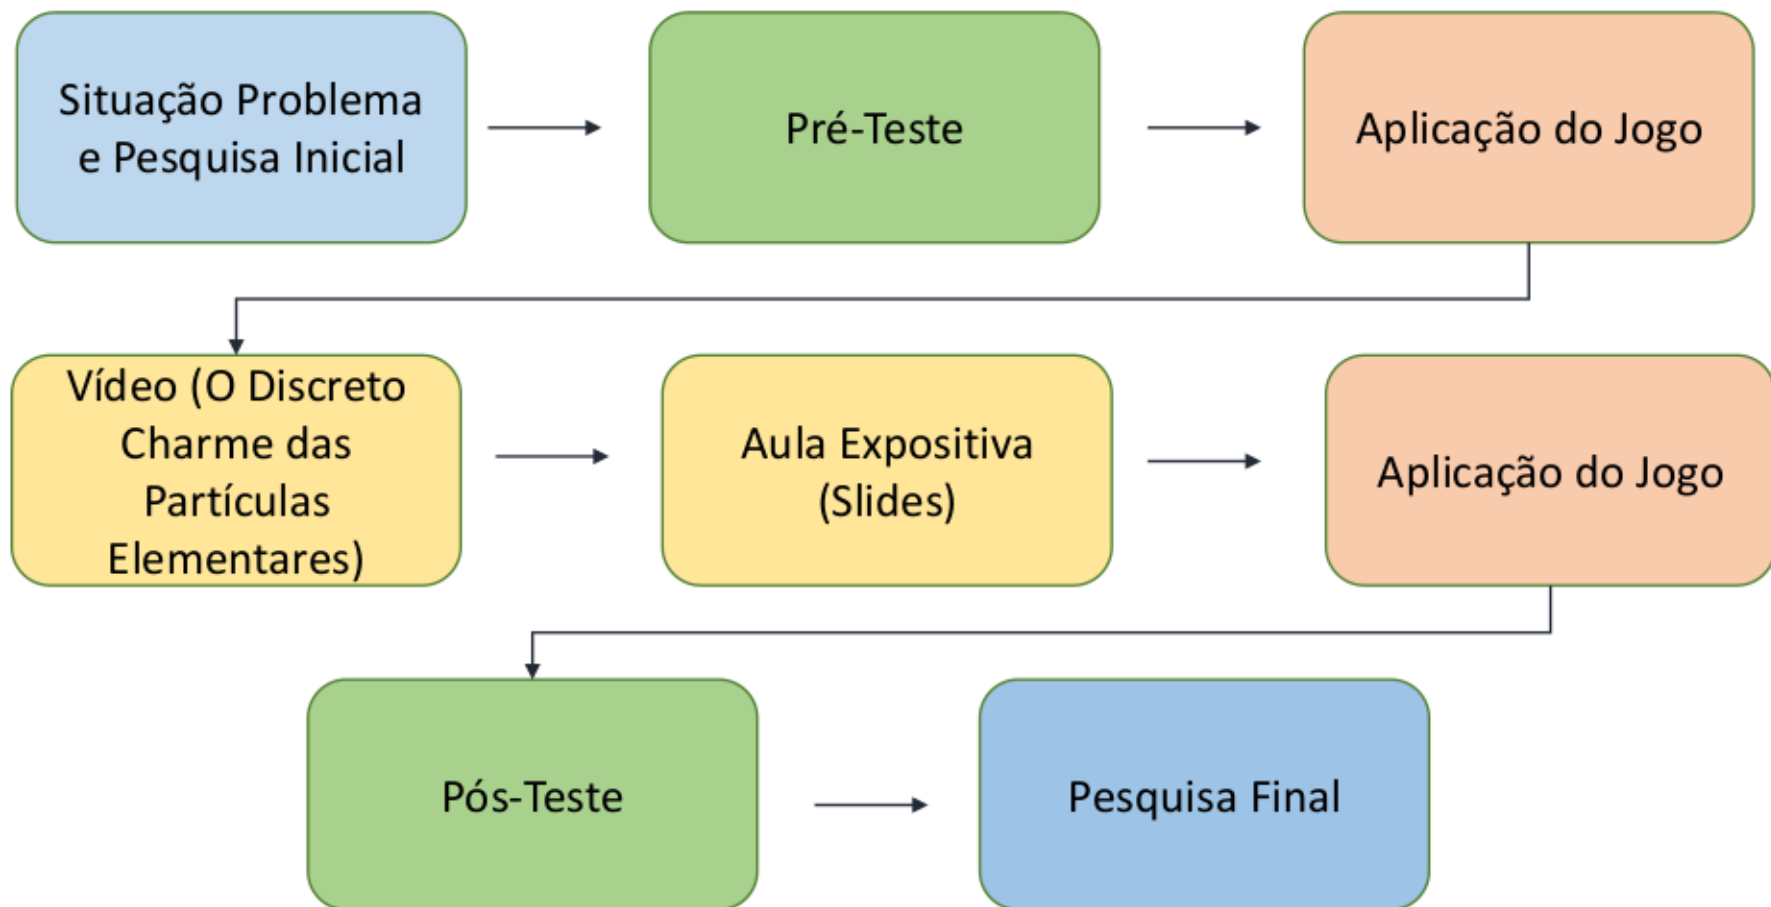 Situação Problema
e Pesquisa Inicial
Pré-Teste
Aplicação do Jogo
Vídeo (O Discreto
Charme das
Partículas
Elementares)
Aula Expositiva
(Slides)
Aplicação do Jogo
Pós-Teste
Pesquisa Final